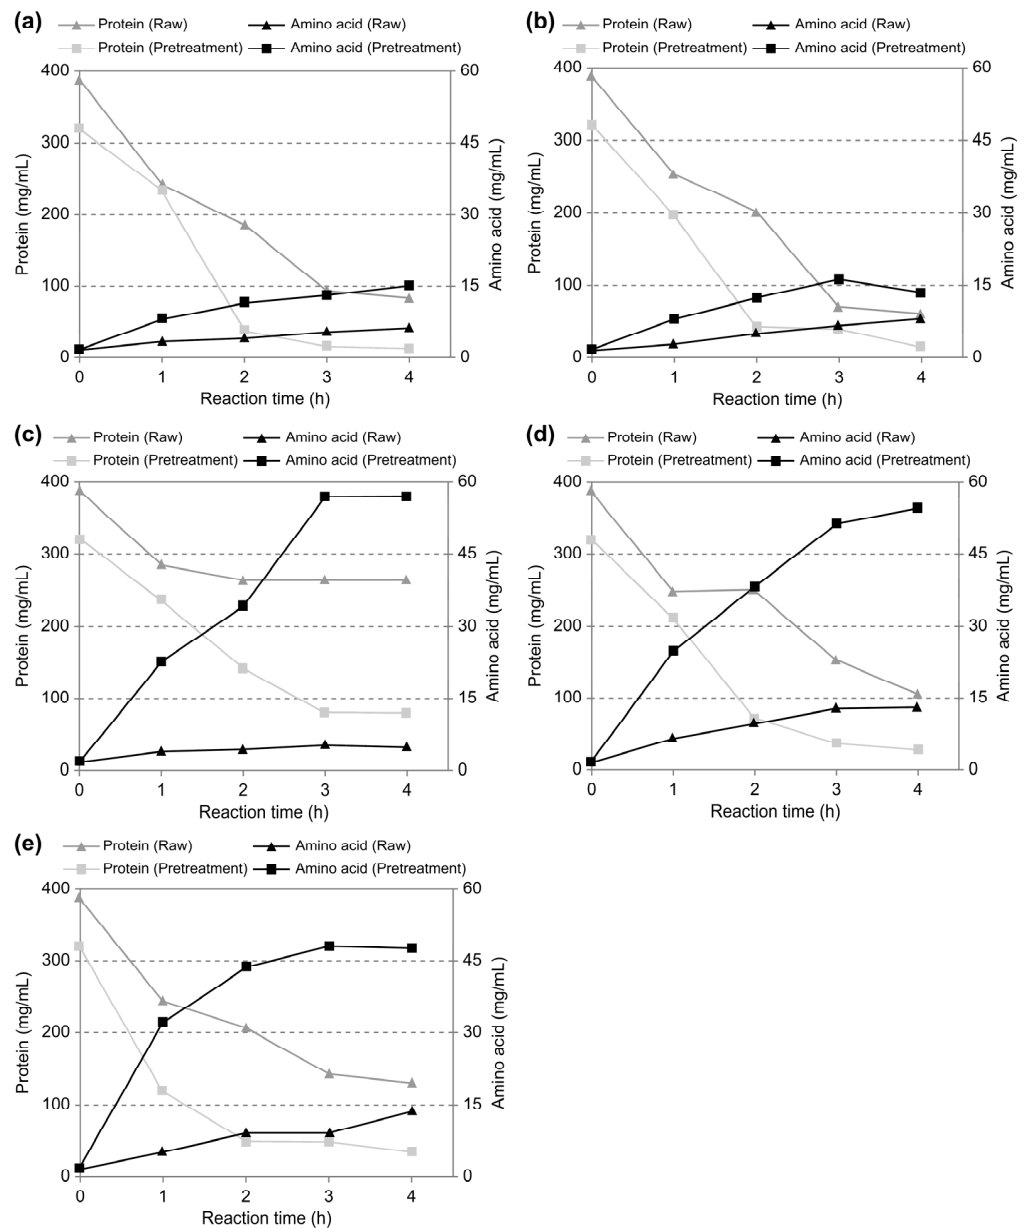 (a)
Protein (Raw) Amino acid (Raw)
Protein (Pretreatment) Amino acid (Pretreatment)
400 60
300 45
200 30
100 15
0 0
Protein (mg/mL)
Amino acid (mg/mL)
0 1 2 3 4
Reaction time (h)
(b)
Protein (Raw) Amino acid (Raw)
Protein (Pretreatment) Amino acid (Pretreatment)
400 60
300 45
200 30
100 15
0 0
Protein (mg/mL)
Amino acid (mg/mL)
0 1 2 3 4
Reaction time (h)
(c)
Protein (Raw) Amino acid (Raw)
Protein (Pretreatment) Amino acid (Pretreatment)
400 60
300 45
200 30
100 15
0 0
Protein (mg/mL)
Amino acid (mg/mL)
0 1 2 3 4
Reaction time (h)
(d)
Protein (Raw) Amino acid (Raw)
Protein (Pretreatment) Amino acid (Pretreatment)
400 60
300 45
200 30
100 15
0 0
Protein (mg/mL)
Amino acid (mg/mL)
0 1 2 3 4
Reaction time (h)
(e)
Protein (Raw) Amino acid (Raw)
Protein (Pretreatment) Amino acid (Pretreatment)
400 60
300 45
200 30
100 15
0 0
Protein (mg/mL)
Amino acid (mg/mL)
0 1 2 3 4
Reaction time (h)